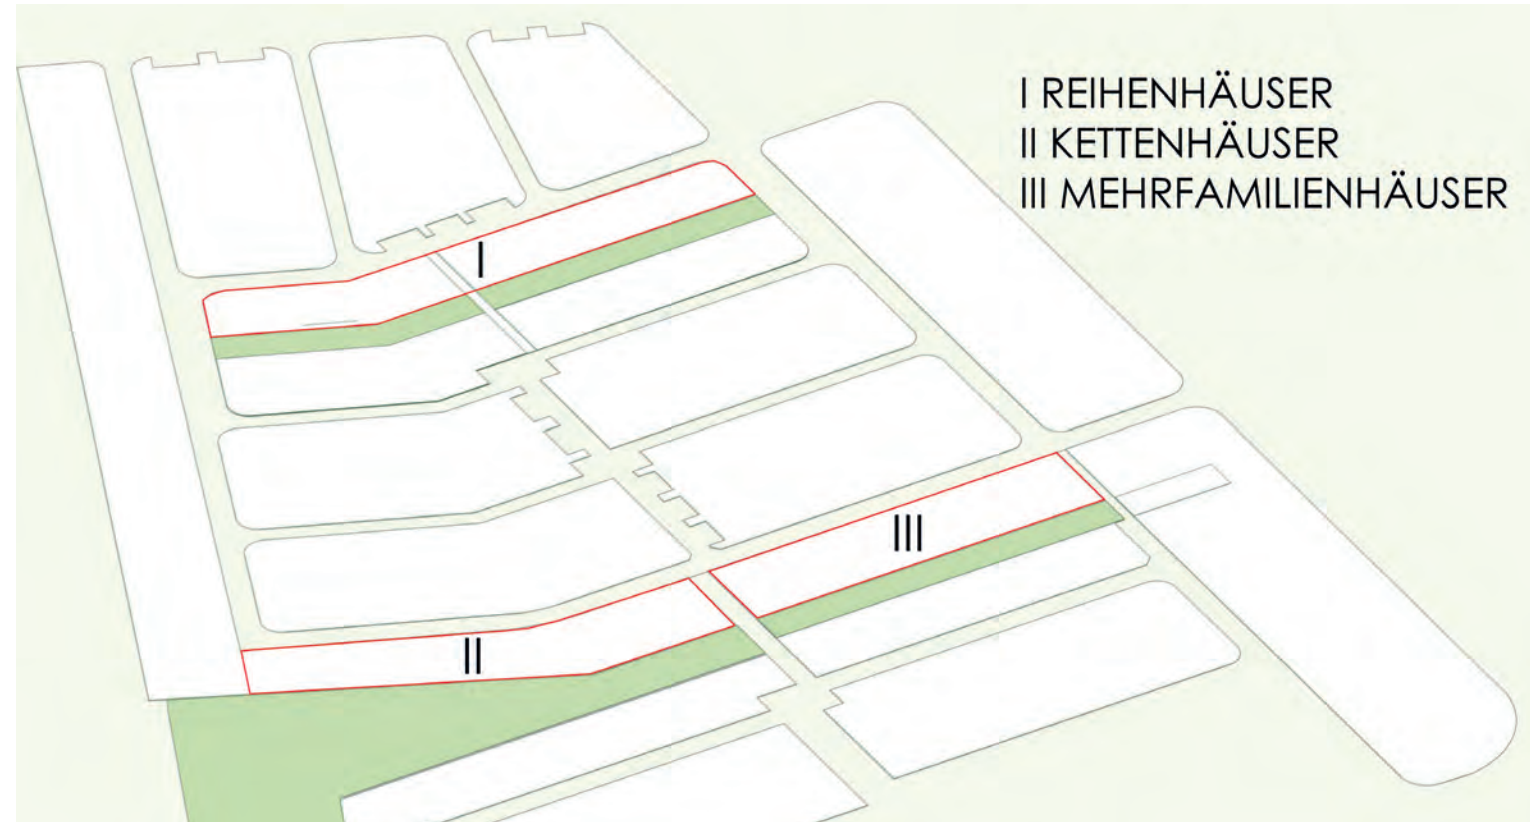 I REIHENHÄUSER
II KETTENHÄUSER
III MEHRFAMILIENHÄUSER
I
III
II